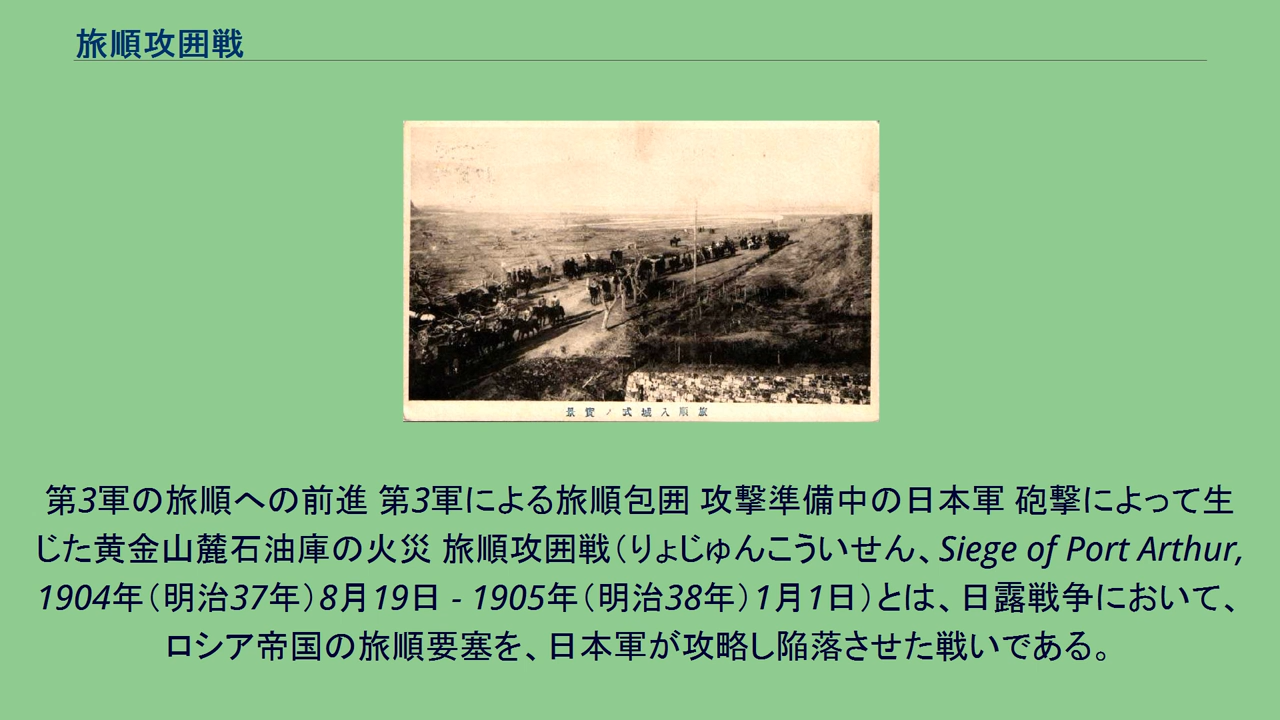 旅順攻囲戦
旅順入城式ノ實景
第3軍の旅順への前進 第3軍による旅順包囲 攻撃準備中の日本軍 砲撃によって生
じた黄金山麓石油庫の火災 旅順攻囲戦（りょじゅんこういせん、Siege of Port Arthur,
1904年（明治37年）8月19日 - 1905年（明治38年）1月1日）とは、日露戦争において、
ロシア帝国の旅順要塞を、日本軍が攻略し陥落させた戦いである。